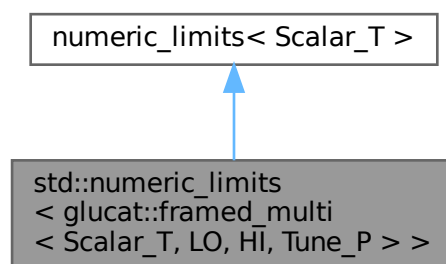 numeric_limits< Scalar_T >
std::numeric_limits
< glucat::framed_multi
< Scalar_T, LO, HI, Tune_P > >